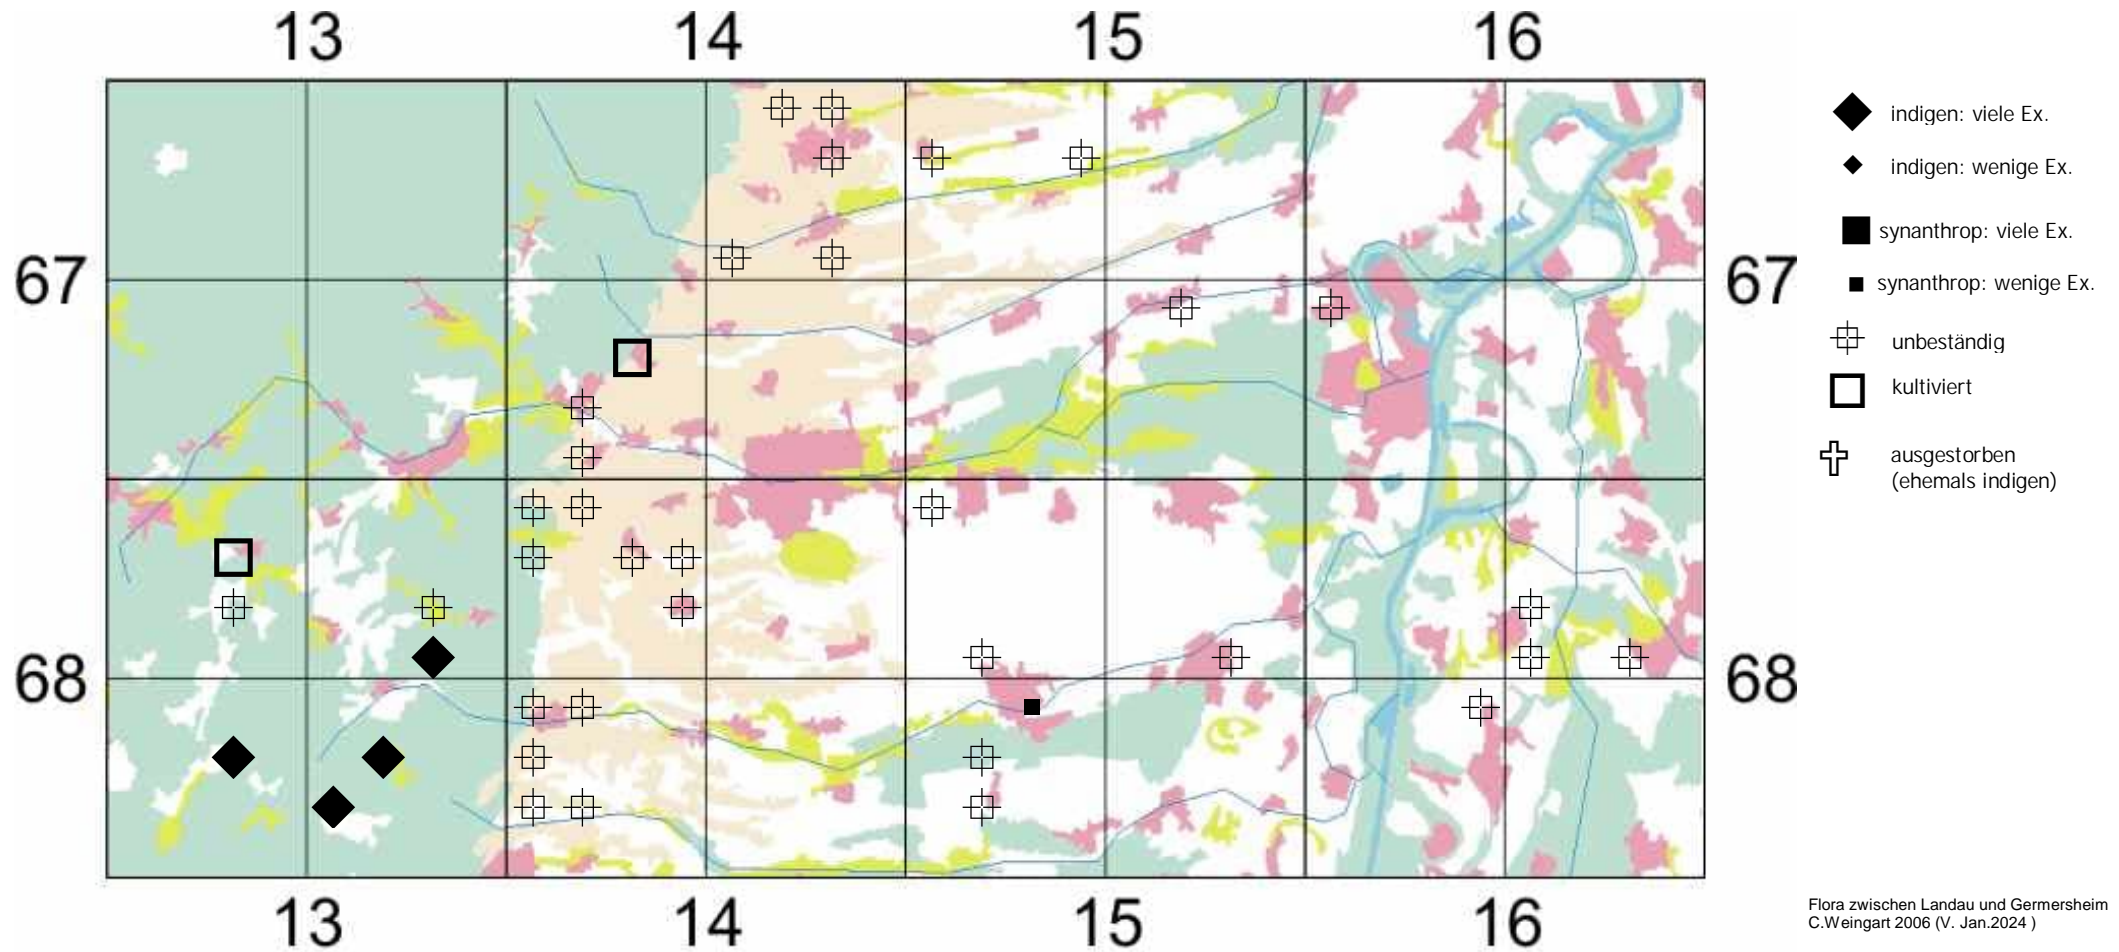 13 14 15 16
67 67
68 68
13 14 15 16
indigen: viele Ex.
indigen: wenige Ex.
synanthrop: viele Ex.
synanthrop: wenige Ex.
unbeständig
kultiviert
ausgestorben
(ehemals indigen)
Flora zwischen Landau und Germersheim
C.Weingart 2006 (V. Jan.2024 )